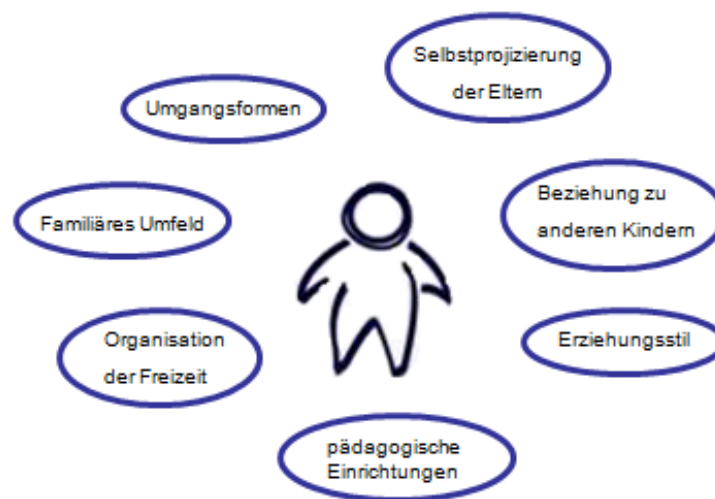 Selbstprojizierung
der Eltern
Umgangsformen
Beziehung zu
anderen Kindern
Familiäres Umfeld
Organisation
der Freizeit
Erziehungsstil
pädagogische
Einrichtungen